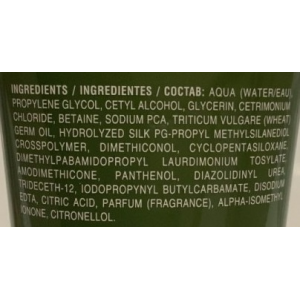 INGREDIENTS / INGREDIENTES / СОСТАВ: AQUA (WATER/EAU),
PROPYLENE GLYCOL, CETYL ALCOHOL, GLYCERIN, CETRIMONIUM
CHLORIDE, BETAINE, SODIUM PCA, TRITICUM VULGARE (WHEAT)
GERM OIL, HYDROLYZED SILK PG-PROPYL METHYLSILANEDIOL
CROSSPOLYMER, DIMETHICONOL, CYCLOPENTASILOXANE,
DIMETHYLPABAMIDOPROPYL LAURDIMONIUM TOSYLATE,
AMODIMETHICONE, PANTHENOL, DIAZOLIDINYL UREA,
TRIDECETH-12, IODOPROPYNYL BUTYLCARBAMATE, DISODIUM
EDTA, CITRIC ACID, PARFUM (FRAGRANCE), ALPHA-ISOMETHYL
IONONE, CITRONELLOL.